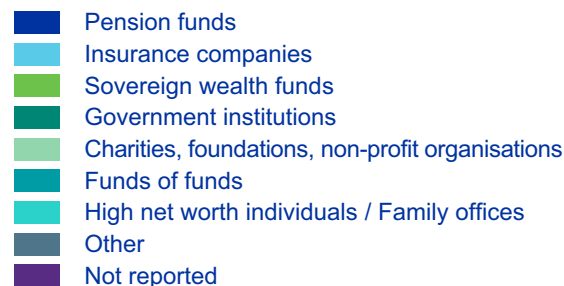 Pension funds
Insurance companies
Sovereign wealth funds
Government institutions
Charities, foundations, non-profit organisations
Funds of funds
High net worth individuals / Family offices
Other
Not reported